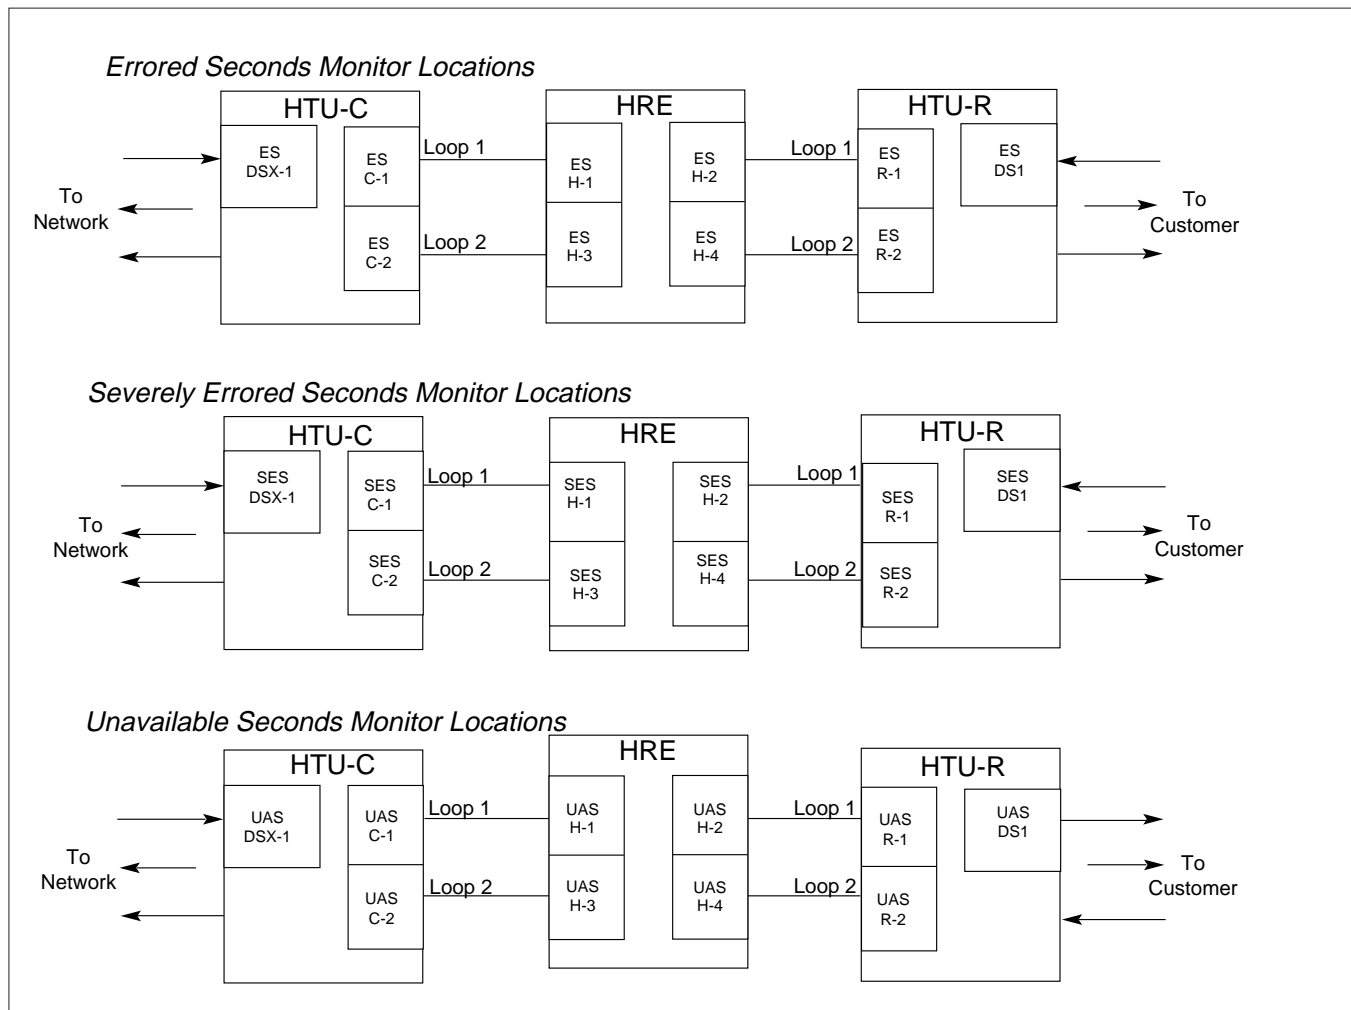 Errored Seconds Monitor Locations
HTU-C
HRE
HTU-R
ES
DSX-1
ES
C-1
Loop 1
ES
H-1
ES
H-2
Loop 1
ES
R-1
ES
DS1
To
Network
To
Customer
ES
C-2
Loop 2
ES
H-3
ES
H-4
Loop 2
ES
R-2
Severely Errored Seconds Monitor Locations
HTU-C
HRE
HTU-R
SES
DSX-1
SES
C-1
Loop 1
SES
H-1
SES
H-2
Loop 1
SES
R-1
SES
DS1
To
Network
To
Customer
SES
C-2
Loop 2
SES
H-3
SES
H-4
Loop 2
SES
R-2
Unavailable Seconds Monitor Locations
HTU-C
HRE
HTU-R
UAS
DSX-1
UAS
C-1
Loop 1
UAS
H-1
UAS
H-2
Loop 1
UAS
R-1
UAS
DS1
To
Network
To
Customer
UAS
C-2
Loop 2
UAS
H-3
UAS
H-4
Loop 2
UAS
R-2